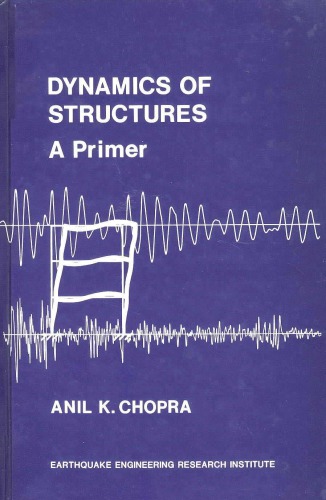 DYNAMICS OF
STRUCTURES
A Primer
ANIL K. CHOPRA
EARTHQUAKE ENGINEERING RESEARCH INSTITUTE